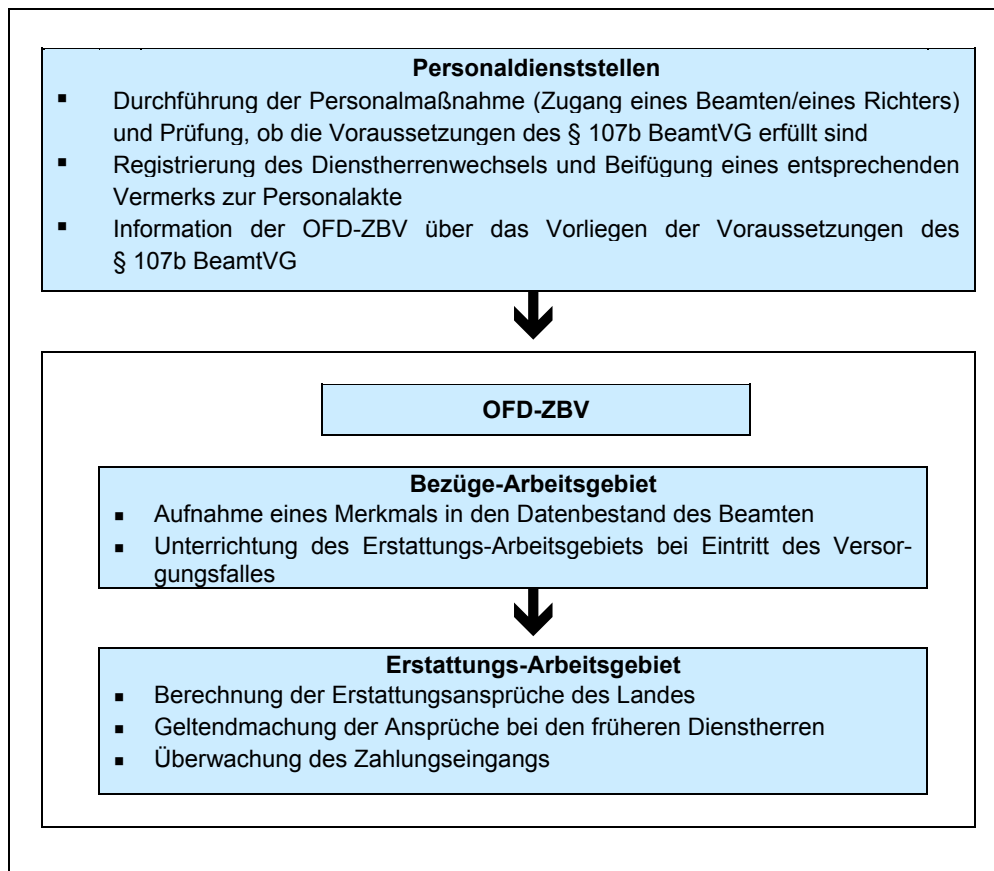 Personaldienststellen
▪ Durchführung der Personalmaßnahme (Zugang eines Beamten/eines Richters)
und Prüfung, ob die Voraussetzungen des § 107b BeamtVG erfüllt sind
▪ Registrierung des Dienstherrenwechsels und Beifügung eines entsprechenden
Vermerks zur Personalakte
▪ Information der OFD-ZBV über das Vorliegen der Voraussetzungen des
§ 107b BeamtVG
OFD-ZBV
Bezüge-Arbeitsgebiet
▪ Aufnahme eines Merkmals in den Datenbestand des Beamten
▪ Unterrichtung des Erstattungs-Arbeitsgebiets bei Eintritt des Versor-
gungsfalles
Erstattungs-Arbeitsgebiet
▪ Berechnung der Erstattungsansprüche des Landes
▪ Geltendmachung der Ansprüche bei den früheren Dienstherren
▪ Überwachung des Zahlungseingangs